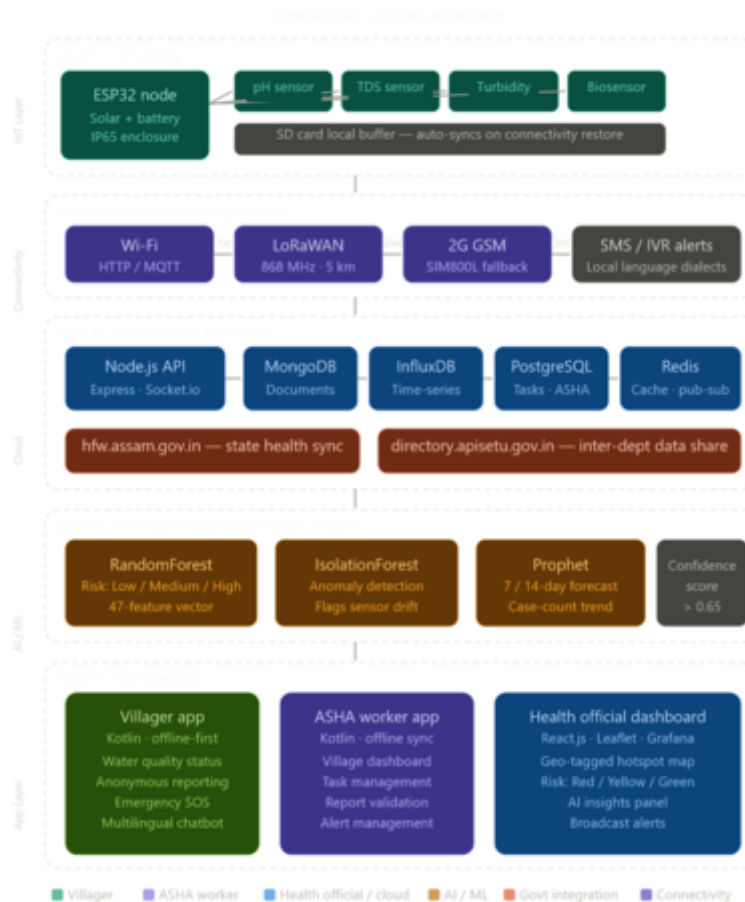 IoT Layer
ESP32 node
Solar + battery
IP65 enclosure
pH sensor
TDS sensor
Turbidity
Biosensor
SD card local buffer — auto-syncs on connectivity restore
Connectivity
Wi-Fi
HTTP / MQTT
LoRaWAN
868 MHz · 5 km
2G GSM
SIM800L fallback
SMS / IVR alerts
Local language dialects
Cloud
Node.js API
Express · Socket.io
MongoDB
Documents
InfluxDB
Time-series
PostgreSQL
Tasks · ASHA
Redis
Cache · pub-sub
hfw.assam.gov.in — state health sync
directory.apisetu.gov.in — inter-dept data share
AI / ML
RandomForest
Risk: Low / Medium / High
47-feature vector
IsolationForest
Anomaly detection
Flags sensor drift
Prophet
7 / 14-day forecast
Case-count trend
Confidence
score
> 0.65
App Layer
Villager app
Kotlin · offline-first
Water quality status
Anonymous reporting
Emergency SOS
Multilingual chatbot
ASHA worker app
Kotlin · offline sync
Village dashboard
Task management
Report validation
Alert management
Health official dashboard
React.js · Leaflet · Grafana
Geo-tagged hotspot map
Risk: Red / Yellow / Green
AI insights panel
Broadcast alerts
Villager
ASHA worker
Health official / cloud
AI / ML
Govt integration
Connectivity